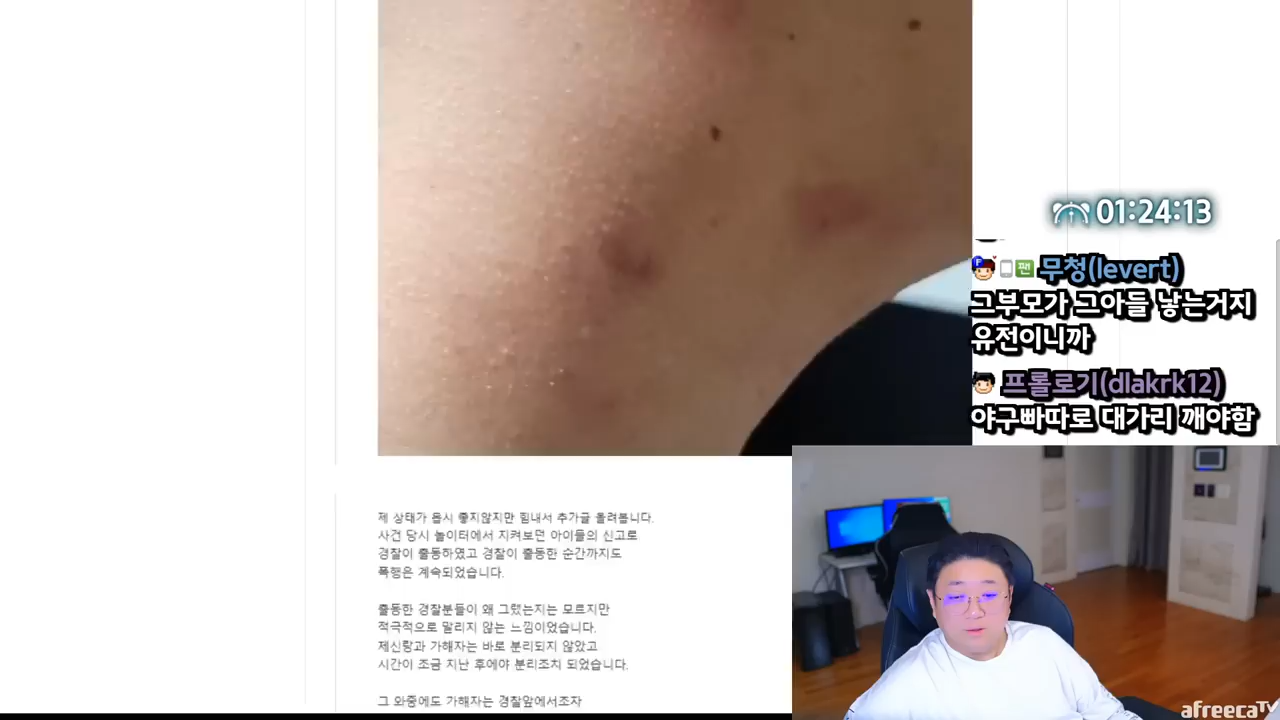 01:24:13
팬 무청(levert)
그부모가 그아들 낳는거지
유전이니까
프롤로기(dlakrk12)
야구빠따로 대가리 깨야함
제 상태가 몹시 좋지않지만 힘내서 추가글 올려봅니다.
사건 당시 놀이터에서 지켜보던 아이들의 신고로
경찰이 출동하였고 경찰이 출동한 순간까지도
폭행은 계속되었습니다.
출동한 경찰분들이 왜 그랬는지는 모르지만
적극적으로 말리지 않는 느낌이었습니다.
제신랑과 가해자는 바로 분리되지 않았고
시간이 조금 지난 후에야 분리조치 되었습니다.
그 와중에도 가해자는 경찰앞에서조자
afreecaTV